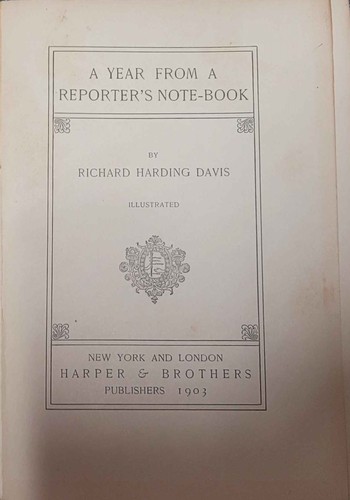 A YEAR FROM A
REPORTER'S NOTE-BOOK
BY
RICHARD HARDING DAVIS
ILLUSTRATED
NEW YORK AND LONDON
HARPER & BROTHERS
PUBLISHERS 1903